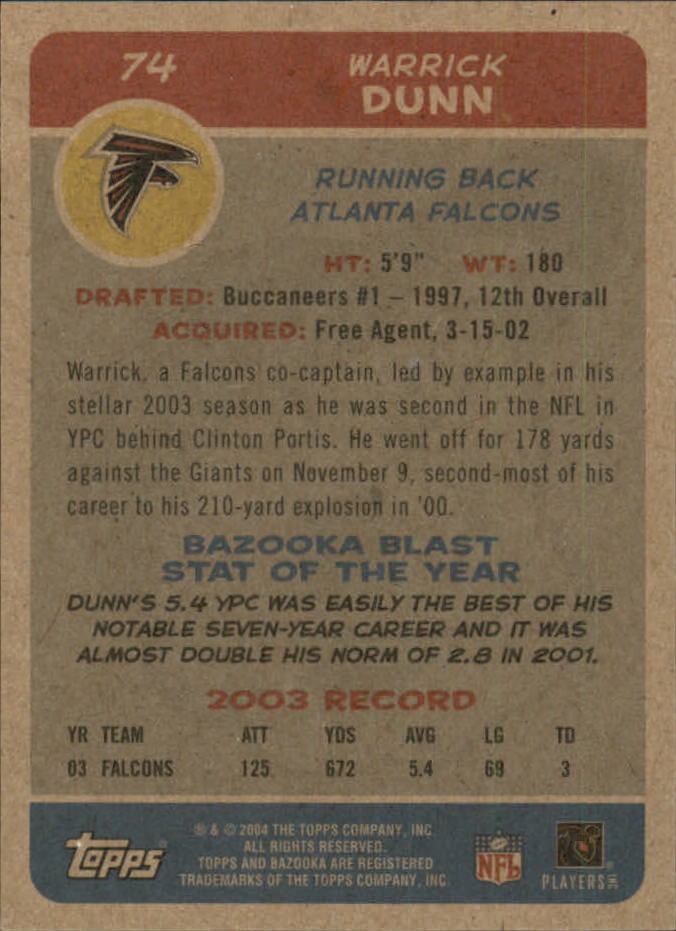 74
WARRICK
DUNN
RUNNING BACK
ATLANTA FALCONS
HT: 5'9" WT: 180
DRAFTED: Buccaneers #1 – 1997, 12th Overall
ACQUIRED: Free Agent, 3-15-02
Warrick, a Falcons co-captain, led by example in his
stellar 2003 season as he was second in the NFL in
YPC behind Clinton Portis. He went off for 178 yards
against the Giants on November 9, second-most of his
career to his 210-yard explosion in '00.
BAZOOKA BLAST
STAT OF THE YEAR
DUNN'S 5.4 YPC WAS EASILY THE BEST OF HIS
NOTABLE SEVEN-YEAR CAREER AND IT WAS
ALMOST DOUBLE HIS NORM OF 2.8 IN 2001.
2003 RECORD
YR TEAM ATT YDS AVG LG TD
03 FALCONS 125 672 5.4 69 3
topps
® & © 2004 THE TOPPS COMPANY, INC.
ALL RIGHTS RESERVED.
TOPPS AND BAZOOKA ARE REGISTERED
TRADEMARKS OF THE TOPPS COMPANY, INC.
NFL
PLAYERS INC